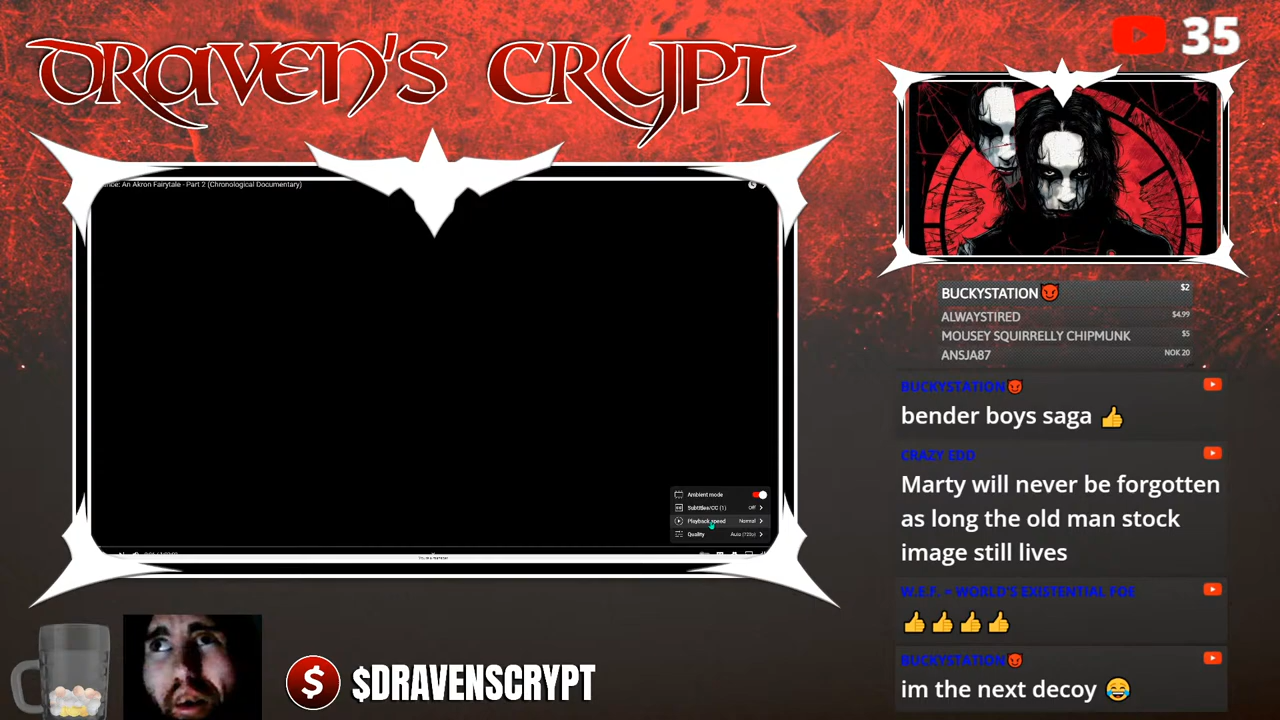 DRAVEN'S CRYPT
35
An Akron Fairytale - Part 2 (Chronological Documentary)
Ambient mode
Subtitles/CC (1) Off
Playback speed Normal
Quality Auto (720p)
BUCKYSTATION😈 $2
ALWAYSTIRED $4.99
MOUSEY SQUIRRELLY CHIPMUNK $5
ANSJA87 NOK 20
BUCKYSTATION😈
bender boys saga 👍
CRAZY EDD
Marty will never be forgotten
as long the old man stock
image still lives
W.E.F. = WORLD'S EXISTENTIAL FOE
👍👍👍👍
BUCKYSTATION😈
im the next decoy 😂
$ $DRAVENSCRYPT